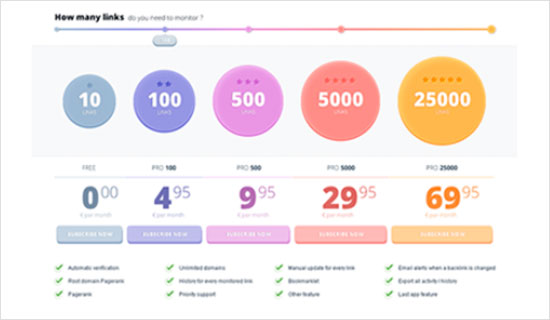 How many links do you need to monitor ?
10 100 500 5000 25000
LINKS LINKS LINKS LINKS LINKS
FREE PRO 100 PRO 500 PRO 5000 PRO 25000
0.00 4.95 9.95 29.95 69.95
€ per month € per month € per month € per month € per month
SUBSCRIBE NOW SUBSCRIBE NOW SUBSCRIBE NOW SUBSCRIBE NOW SUBSCRIBE NOW
Automatic verification Unlimited domains Manual update for every link Email alerts when a backlink is changed
Root domain Pagerank History for every monitored link Bookmarklet Export all activity history
Pagerank Priority support Other feature Last app feature